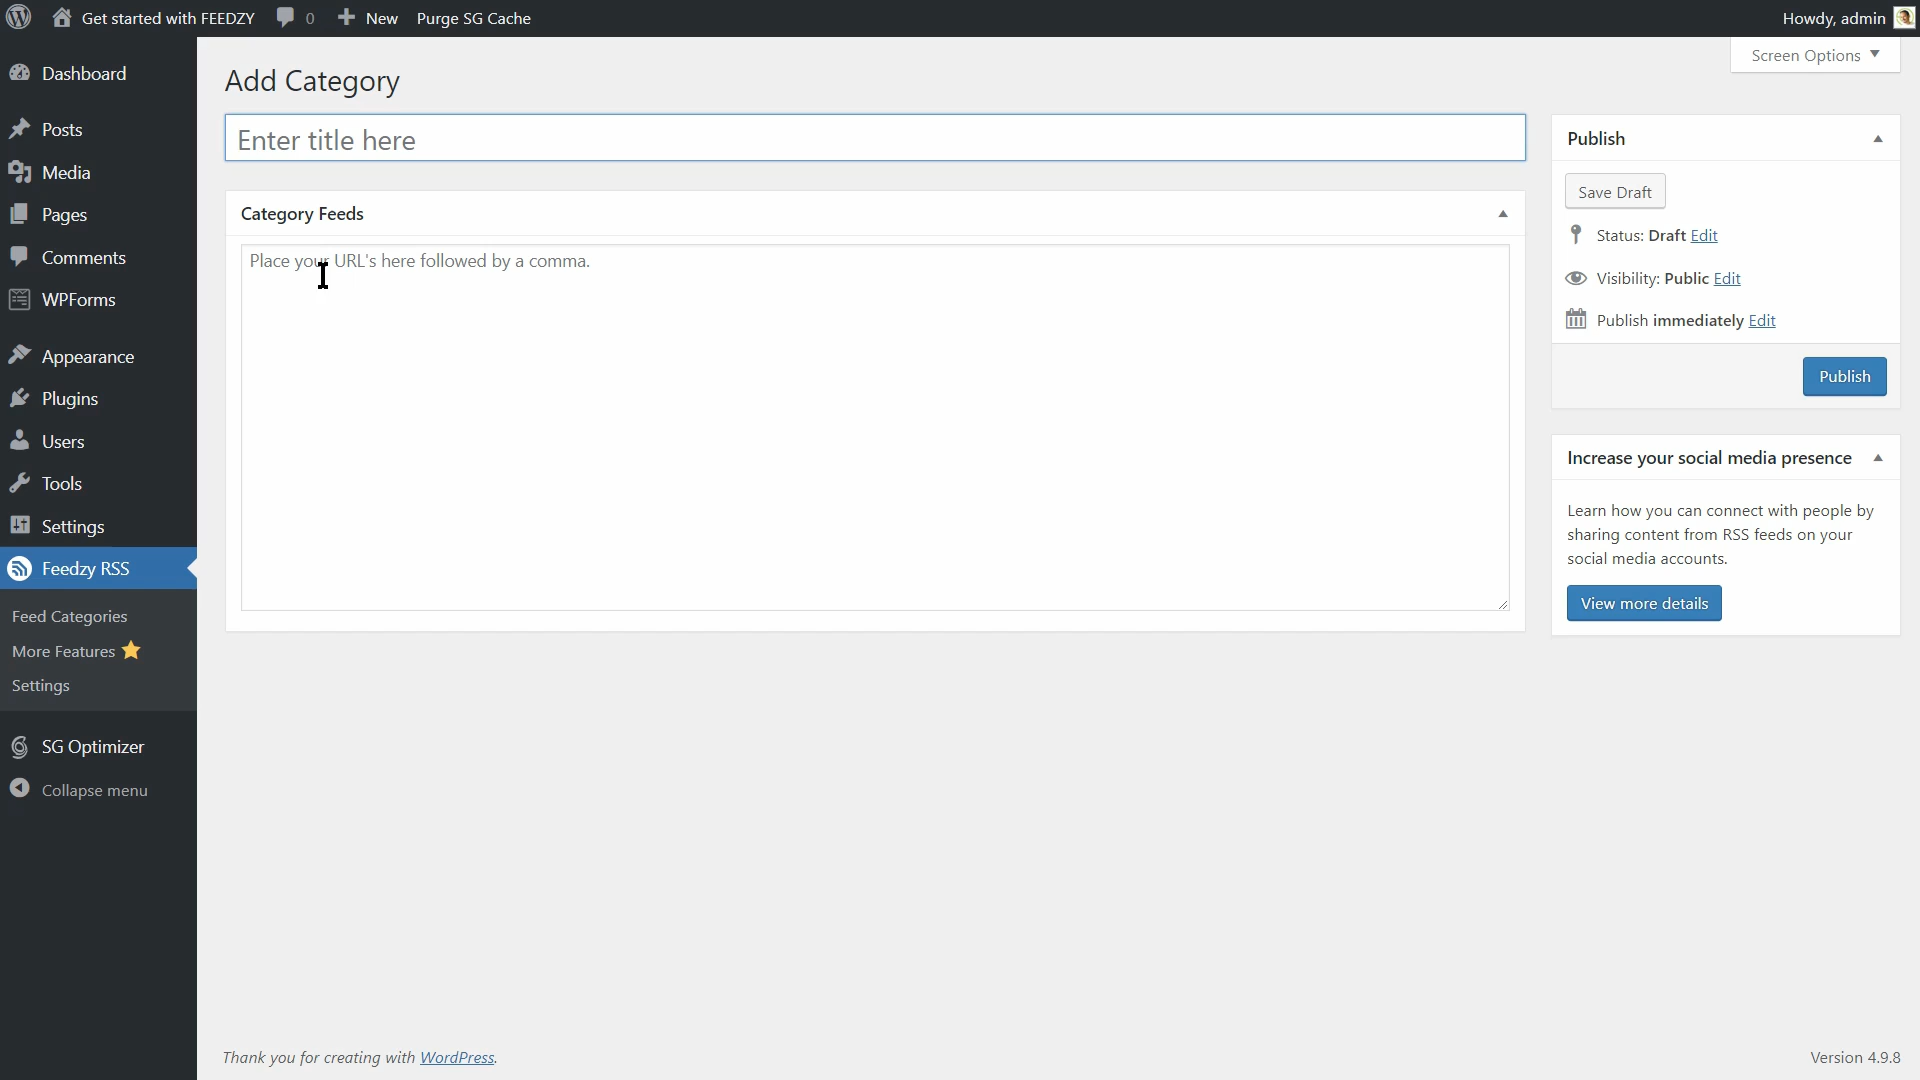 Get started with FEEDZY
0
New
Purge SG Cache
Howdy, admin
Screen Options
Dashboard
Posts
Media
Pages
Comments
WPForms
Appearance
Plugins
Users
Tools
Settings
Feedzy RSS
Feed Categories
More Features
Settings
SG Optimizer
Collapse menu
Add Category
Enter title here
Category Feeds
Place your URL's here followed by a comma.
Publish
Save Draft
Status: Draft Edit
Visibility: Public Edit
Publish immediately Edit
Publish
Increase your social media presence
Learn how you can connect with people by
sharing content from RSS feeds on your
social media accounts.
View more details
Thank you for creating with WordPress.
Version 4.9.8